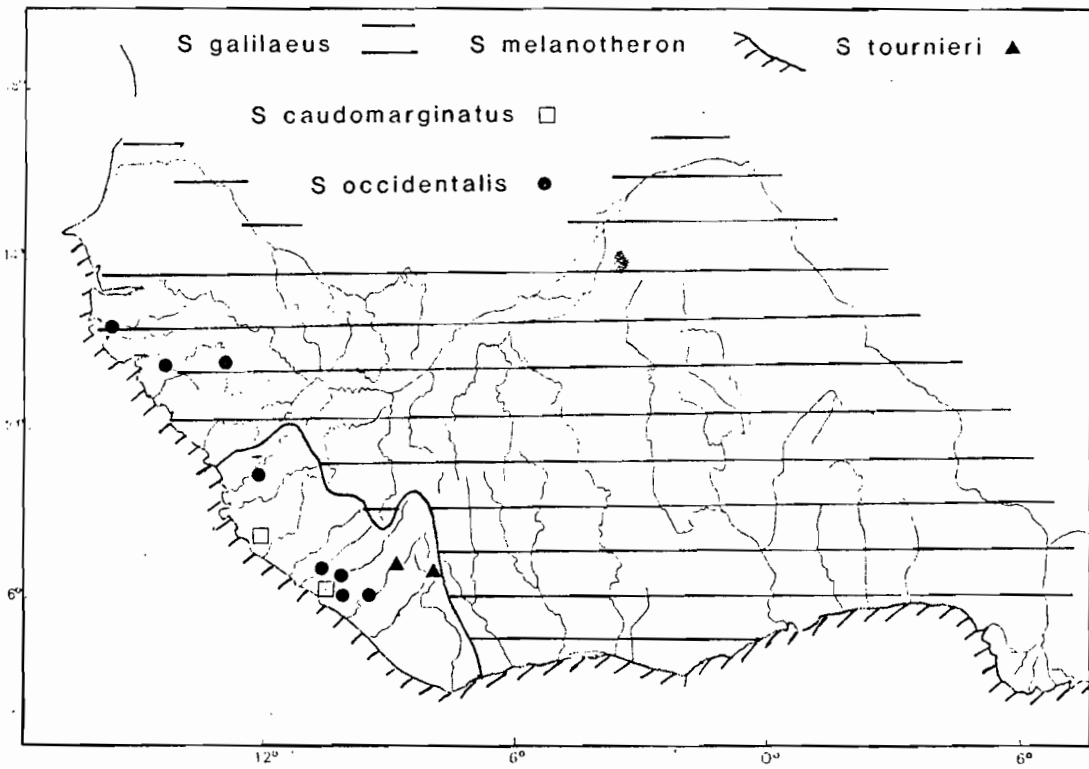 S galilaeus S melanotheron S tournieri
S caudomarginatus
S occidentalis
6°
12° 6° 0° 6°